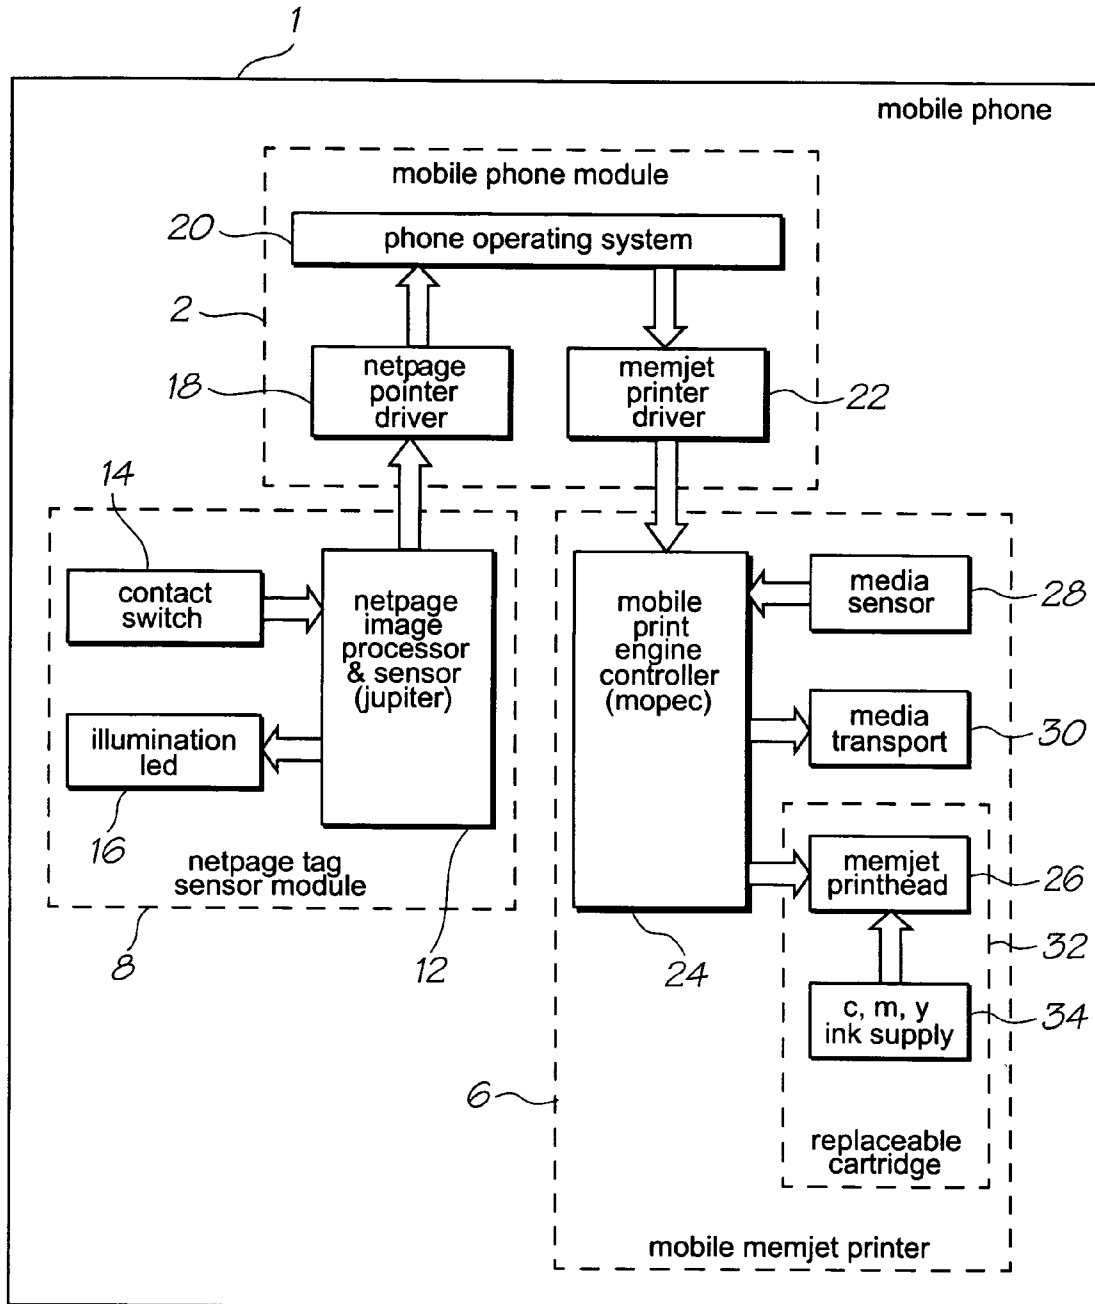 1
mobile phone
mobile phone module
20
phone operating system
2
18
netpage
pointer
driver
memjet
printer
driver
22
14
contact
switch
netpage
image
processor
& sensor
(jupiter)
mobile
print
engine
controller
(mopec)
media
sensor
28
illumination
led
media
transport
30
16
netpage tag
sensor module
memjet
printhead
26
8
12
24
32
c, m, y
ink supply
34
6
replaceable
cartridge
mobile memjet printer